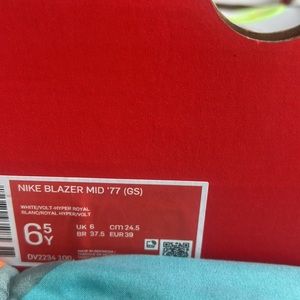 NIKE BLAZER MID '77 (GS)
WHITE/VOLT-HYPER ROYAL
BLANC/ROYAL HYPER/VOLT
6.5Y
UK 6 cm 24.5
BR 37.5 EUR 39
DV2234 100